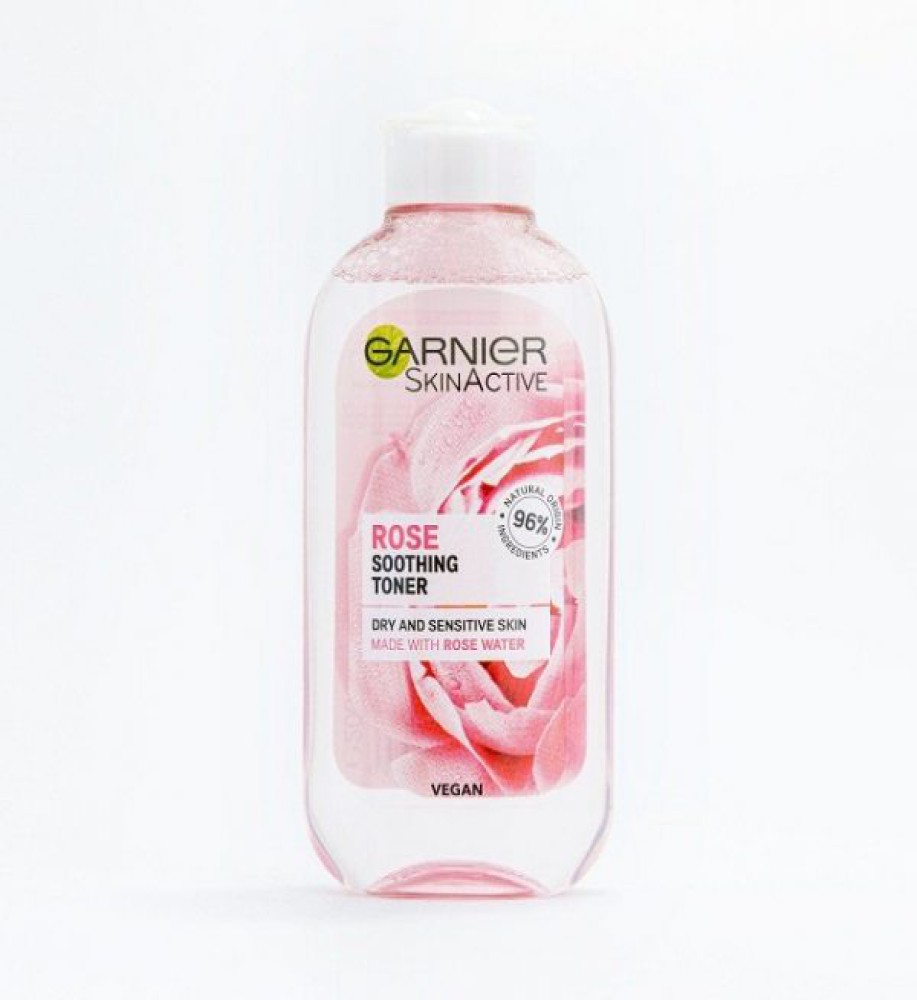 GARNIER
SKINACTIVE
NATURAL ORIGIN
96%
INGREDIENTS
ROSE
SOOTHING
TONER
DRY AND SENSITIVE SKIN
MADE WITH ROSE WATER
VEGAN